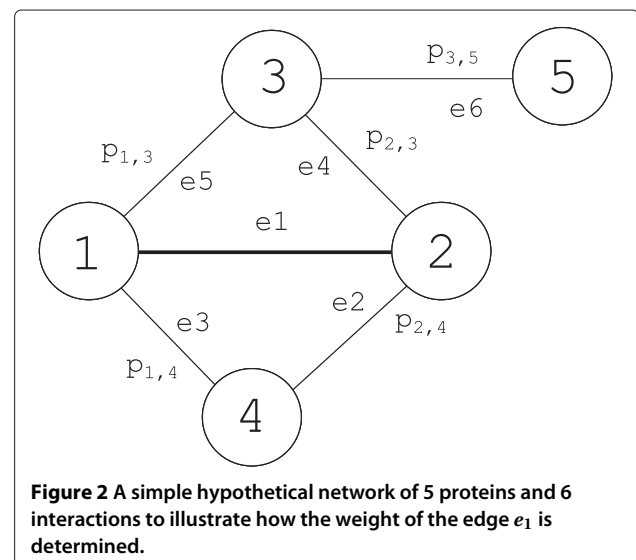 3
5
p3,5
e6
p1,3
p2,3
e5
e4
e1
1
2
e3
e2
p1,4
p2,4
4
Figure 2 A simple hypothetical network of 5 proteins and 6
interactions to illustrate how the weight of the edge e1 is
determined.